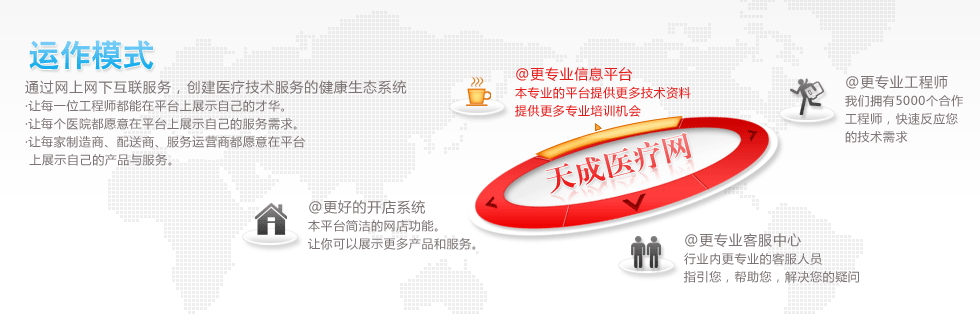 运作模式
通过网上网下互联服务，创建医疗技术服务的健康生态系统
·让每一位工程师都能在平台上展示自己的才华。
·让每个医院都愿意在平台上展示自己的服务需求。
·让每家制造商、配送商、服务运营商都愿意在平台
上展示自己的产品与服务。
@更专业信息平台
本专业的平台提供更多技术资料
提供更多专业培训机会
@更专业工程师
我们拥有5000个合作
工程师，快速反应您
的技术需求
天成医疗网
@更好的开店系统
本平台简洁的网店功能。
让你可以展示更多产品和服务。
@更专业客服中心
行业内更专业的客服人员
指引您，帮助您，解决您的疑问